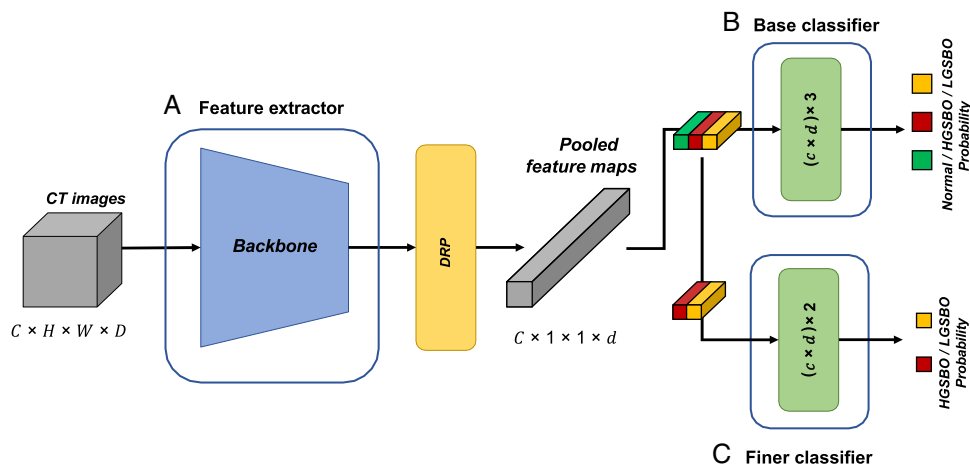 A Feature extractor
CT images
C × H × W × D
Backbone
DRP
Pooled
feature maps
C × 1 × 1 × d
B Base classifier
(c × d) × 3
Normal / HGSBO / LGSBO
Probability
(c × d) × 2
HGSBO / LGSBO
Probability
C Finer classifier